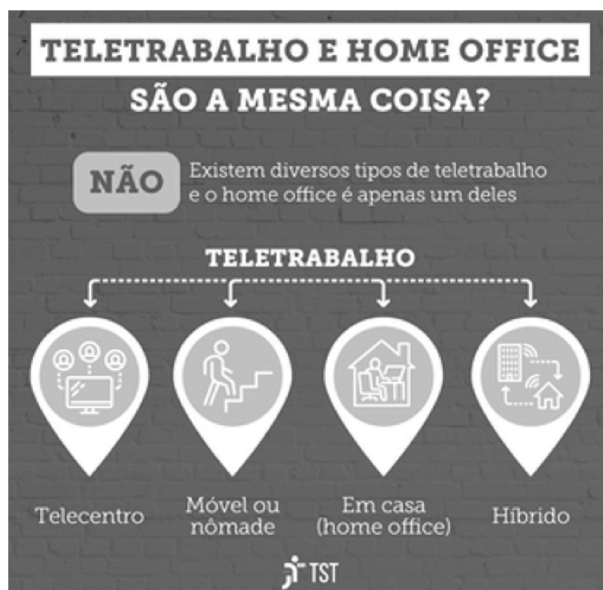 TELETRABALHO E HOME OFFICE
SÃO A MESMA COISA?
NÃO
Existem diversos tipos de teletrabalho
e o home office é apenas um deles
TELETRABALHO
Telecentro
Móvel ou
nômade
Em casa
(home office)
Híbrido
TST